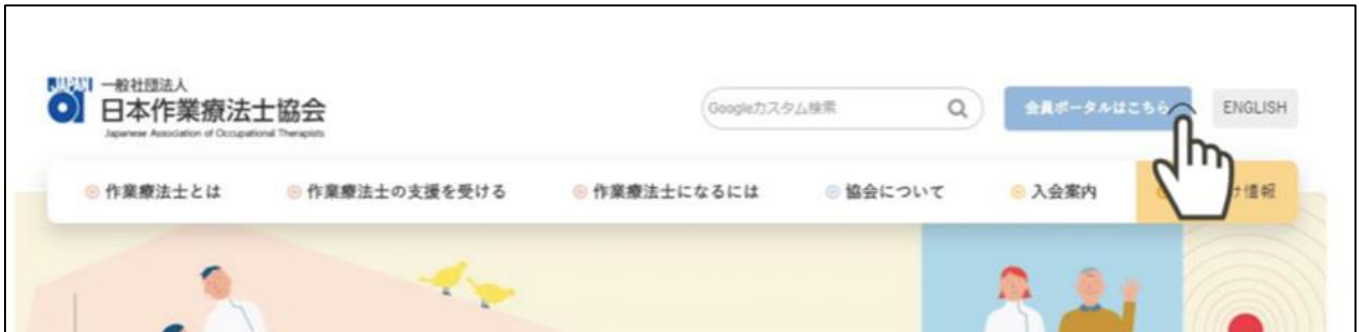 JAPAN
一般社団法人
日本作業療法士協会
Japanese Association of Occupational Therapists
Googleカスタム検索
会員ポータルはこちら
ENGLISH
作業療法士とは
作業療法士の支援を受ける
作業療法士になるには
協会について
入会案内
け情報